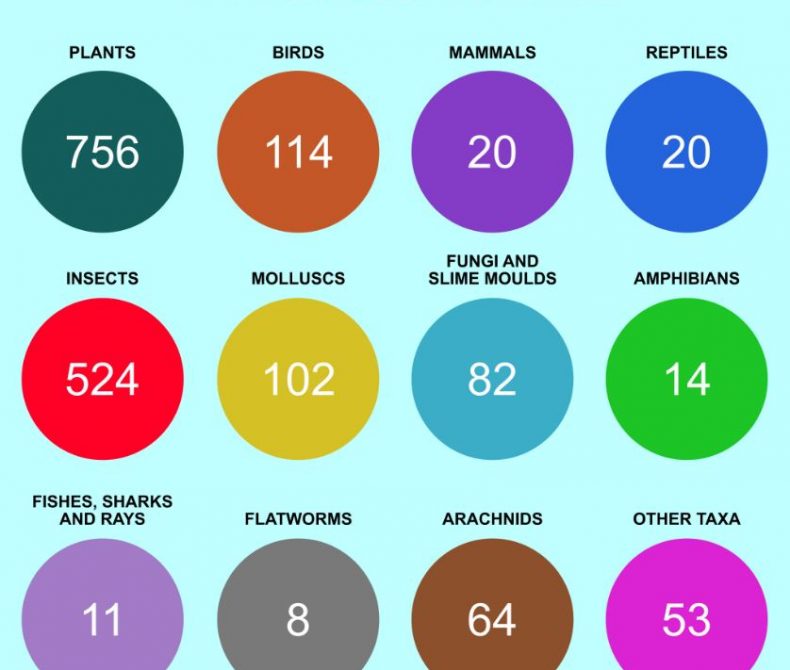 PLANTS
BIRDS
MAMMALS
REPTILES
756
114
20
20
INSECTS
MOLLUSCS
FUNGI AND
SLIME MOULDS
AMPHIBIANS
524
102
82
14
FISHES, SHARKS
AND RAYS
FLATWORMS
ARACHNIDS
OTHER TAXA
11
8
64
53